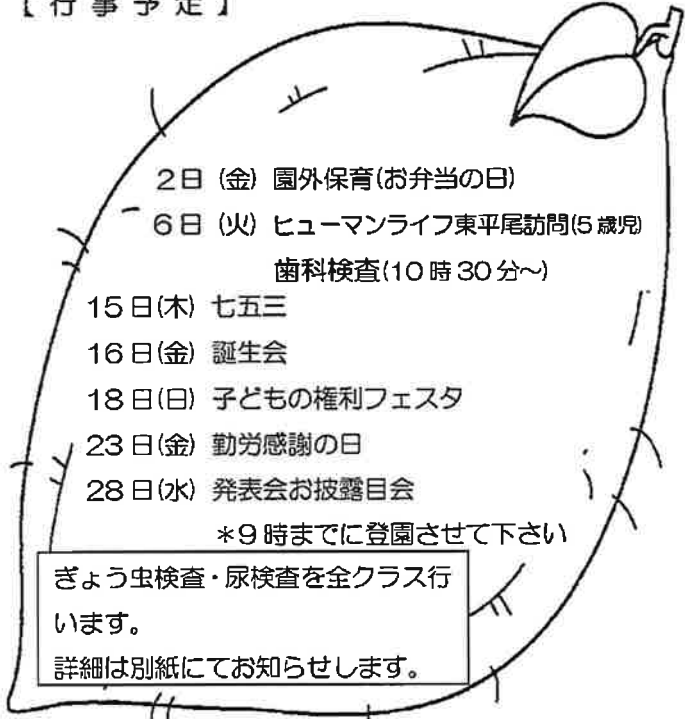 【行事予定】
2日(金) 園外保育(お弁当の日)
6日(火) ヒューマンライフ東平尾訪問(5歳児)
歯科検査(10時30分~)
15日(木) 七五三
16日(金) 誕生会
18日(日) 子どもの権利フェスタ
23日(金) 勤労感謝の日
28日(水) 発表会お披露目会
*9時までに登園させて下さい
ぎょう虫検査・尿検査を全クラス行
います。
詳細は別紙にてお知らせします。